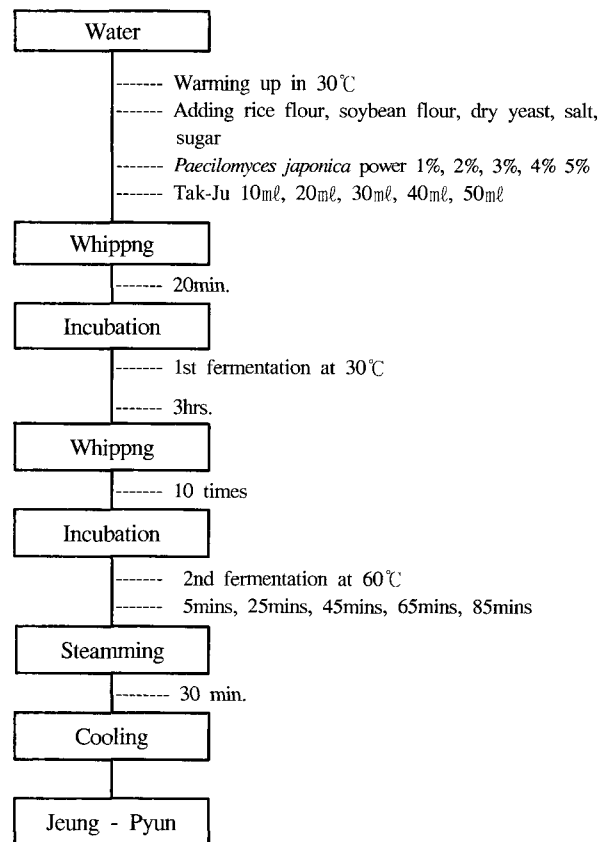 Water
Warming up in 30℃
Adding rice flour, soybean flour, dry yeast, salt,
sugar
Paecilomyces japonica power 1%, 2%, 3%, 4% 5%
Tak-Ju 10㎖, 20㎖, 30㎖, 40㎖, 50㎖
Whippng
20min.
Incubation
1st fermentation at 30℃
3hrs.
Whippng
10 times
Incubation
2nd fermentation at 60℃
5mins, 25mins, 45mins, 65mins, 85mins
Steamming
30 min.
Cooling
Jeung - Pyun